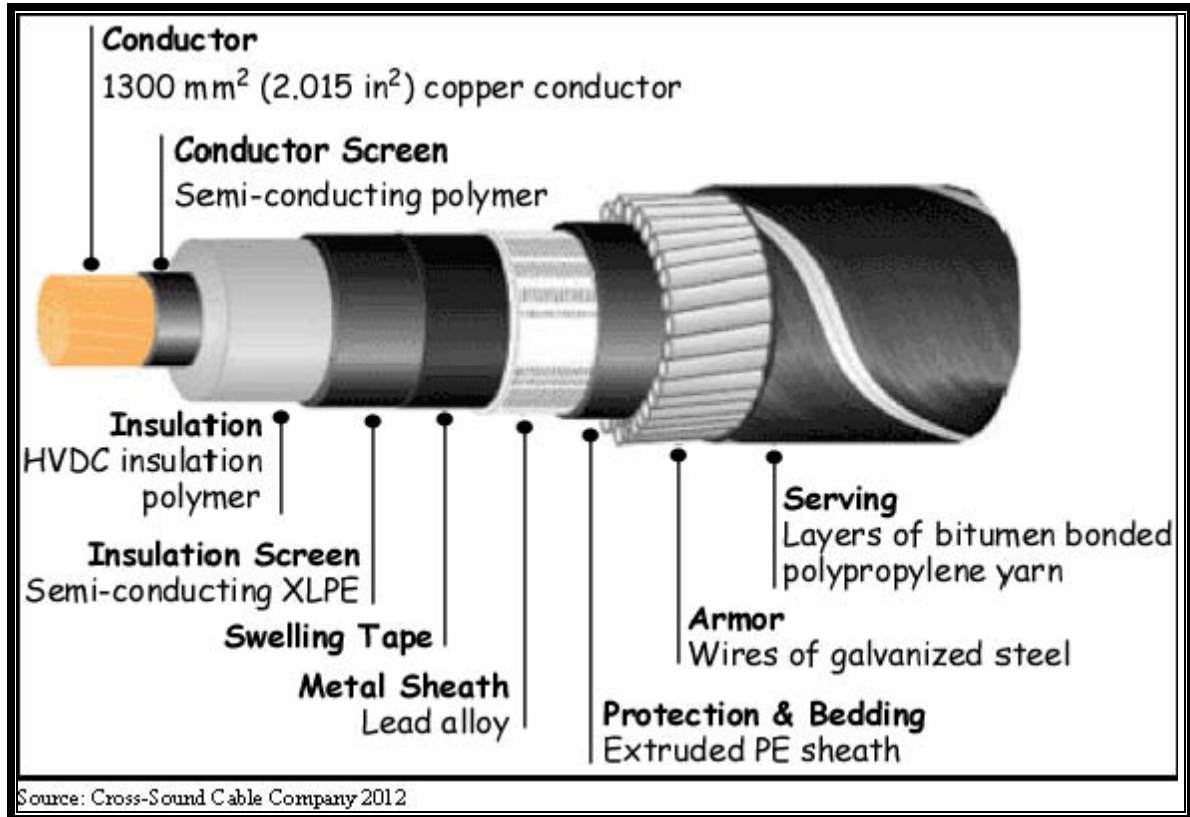 Conductor
1300 mm² (2.015 in²) copper conductor
Conductor Screen
Semi-conducting polymer
Insulation
HVDC insulation
polymer
Insulation Screen
Semi-conducting XLPE
Swelling Tape
Metal Sheath
Lead alloy
Serving
Layers of bitumen bonded
polypropylene yarn
Armor
Wires of galvanized steel
Protection & Bedding
Extruded PE sheath
Source: Cross-Sound Cable Company 2012